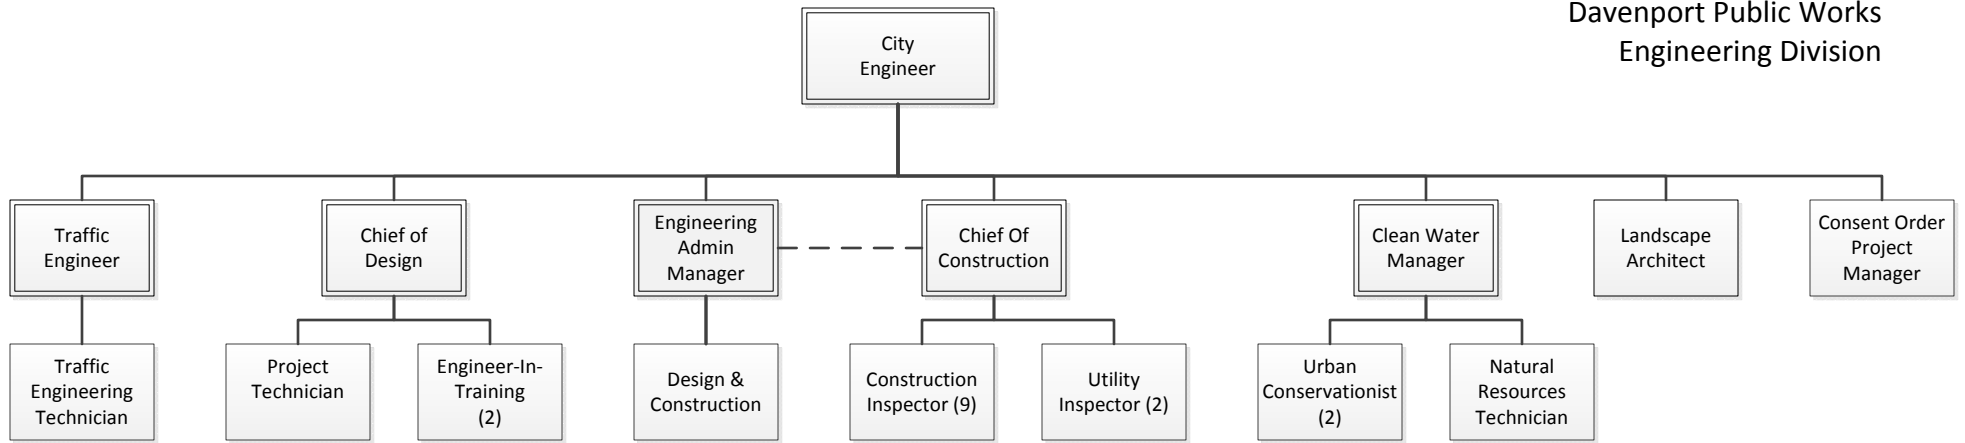 Davenport Public Works
Engineering Division
City
Engineer
Traffic
Engineer
Chief of
Design
Engineering
Admin
Manager
Chief Of
Construction
Clean Water
Manager
Landscape
Architect
Consent Order
Project
Manager
Traffic
Engineering
Technician
Project
Technician
Engineer-In-
Training
(2)
Design &
Construction
Construction
Inspector (9)
Utility
Inspector (2)
Urban
Conservationist
(2)
Natural
Resources
Technician